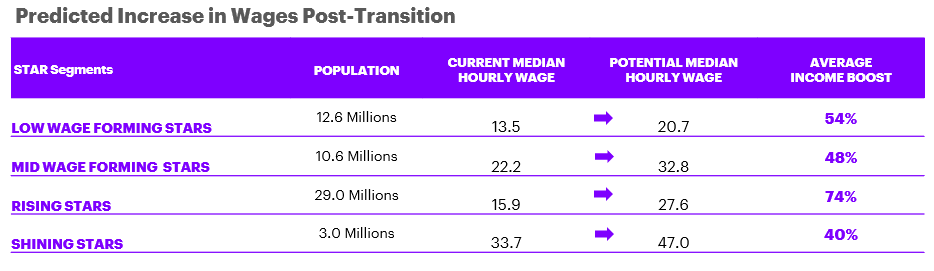 Predicted Increase in Wages Post-Transition
STAR Segments POPULATION CURRENT MEDIAN HOURLY WAGE POTENTIAL MEDIAN HOURLY WAGE AVERAGE INCOME BOOST
LOW WAGE FORMING STARS 12.6 Millions 13.5 20.7 54%
MID WAGE FORMING STARS 10.6 Millions 22.2 32.8 48%
RISING STARS 29.0 Millions 15.9 27.6 74%
SHINING STARS 3.0 Millions 33.7 47.0 40%